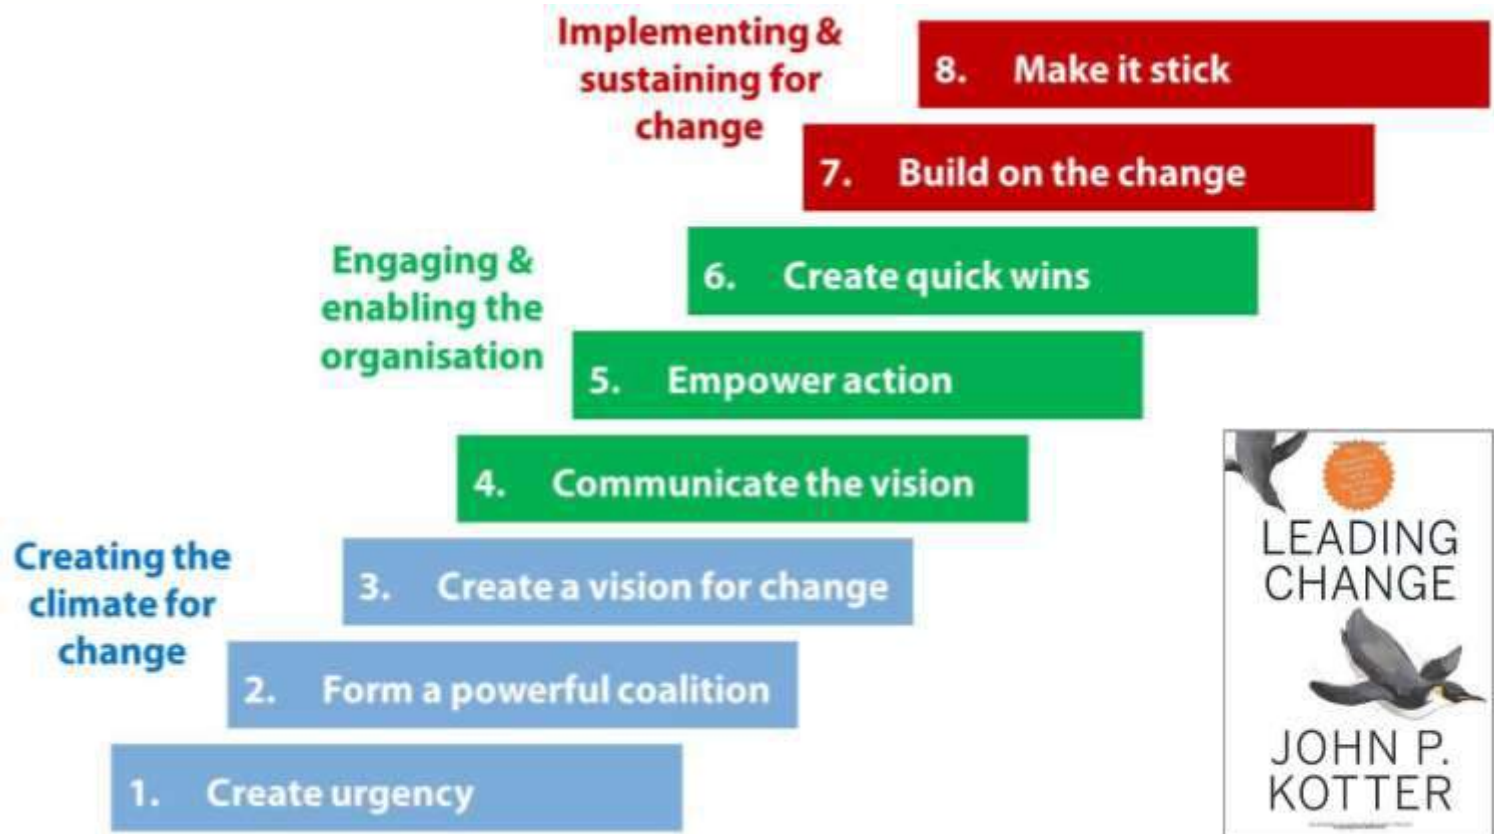 Implementing &
sustaining for
change
8. Make it stick
7. Build on the change
Engaging &
enabling the
organisation
6. Create quick wins
5. Empower action
4. Communicate the vision
Creating the
climate for
change
3. Create a vision for change
2. Form a powerful coalition
1. Create urgency
LEADING
CHANGE
JOHN P.
KOTTER